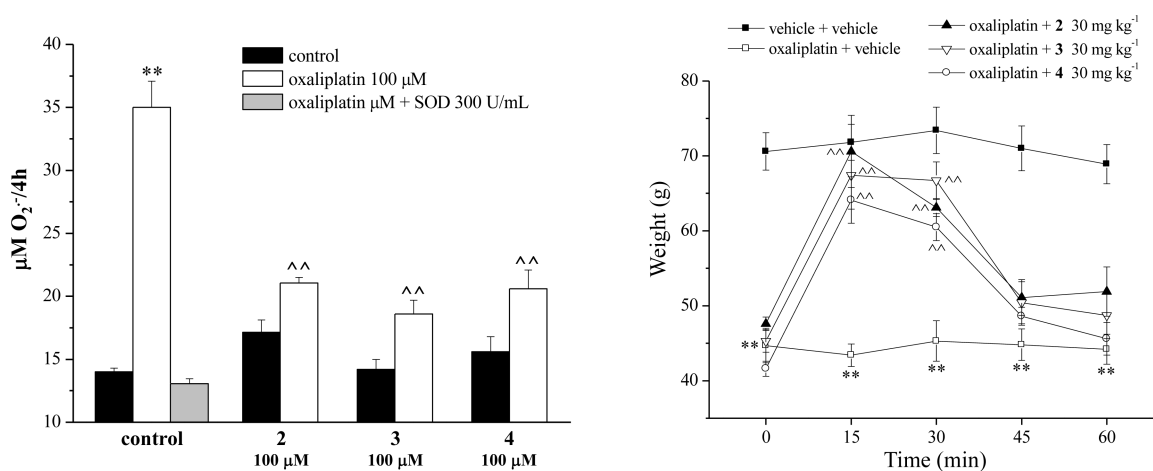 control
oxaliplatin 100 μM
oxaliplatin μM + SOD 300 U/mL
**
^^
^^
^^
μM O₂·⁻/4h
40
35
30
25
20
15
10
control
2
3
4
100 μM
100 μM
100 μM
vehicle + vehicle
oxaliplatin + vehicle
oxaliplatin + 2 30 mg kg⁻¹
oxaliplatin + 3 30 mg kg⁻¹
oxaliplatin + 4 30 mg kg⁻¹
Weight (g)
80
70
60
50
40
^^
^^
^^
^^
^^
^^
**
**
**
**
**
0
15
30
45
60
Time (min)